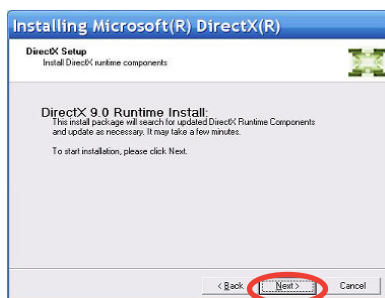 Installing Microsoft(R) DirectX(R)
DirectX Setup
Install DirectX runtime components
DirectX 9.0 Runtime Install:
This install package will search for updated DirectX Runtime Components
and update as necessary. It may take a few minutes.
To start installation, please click Next.
< Back Next > Cancel